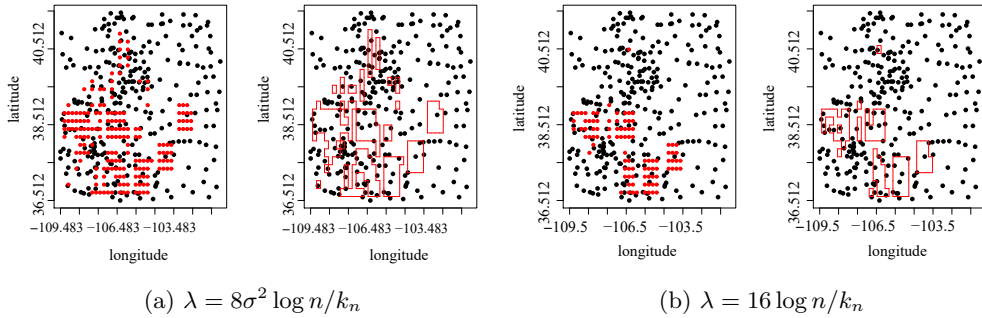 latitude
40.512
38.512
36.512
−109.483 −106.483 −103.483
longitude
latitude
40.512
38.512
36.512
−109.483 −106.483 −103.483
longitude
latitude
40.512
38.512
36.512
−109.5 −106.5 −103.5
longitude
latitude
40.512
38.512
36.512
−109.5 −106.5 −103.5
longitude
(a) λ = 8σ² log n/kₙ
(b) λ = 16 log n/kₙ